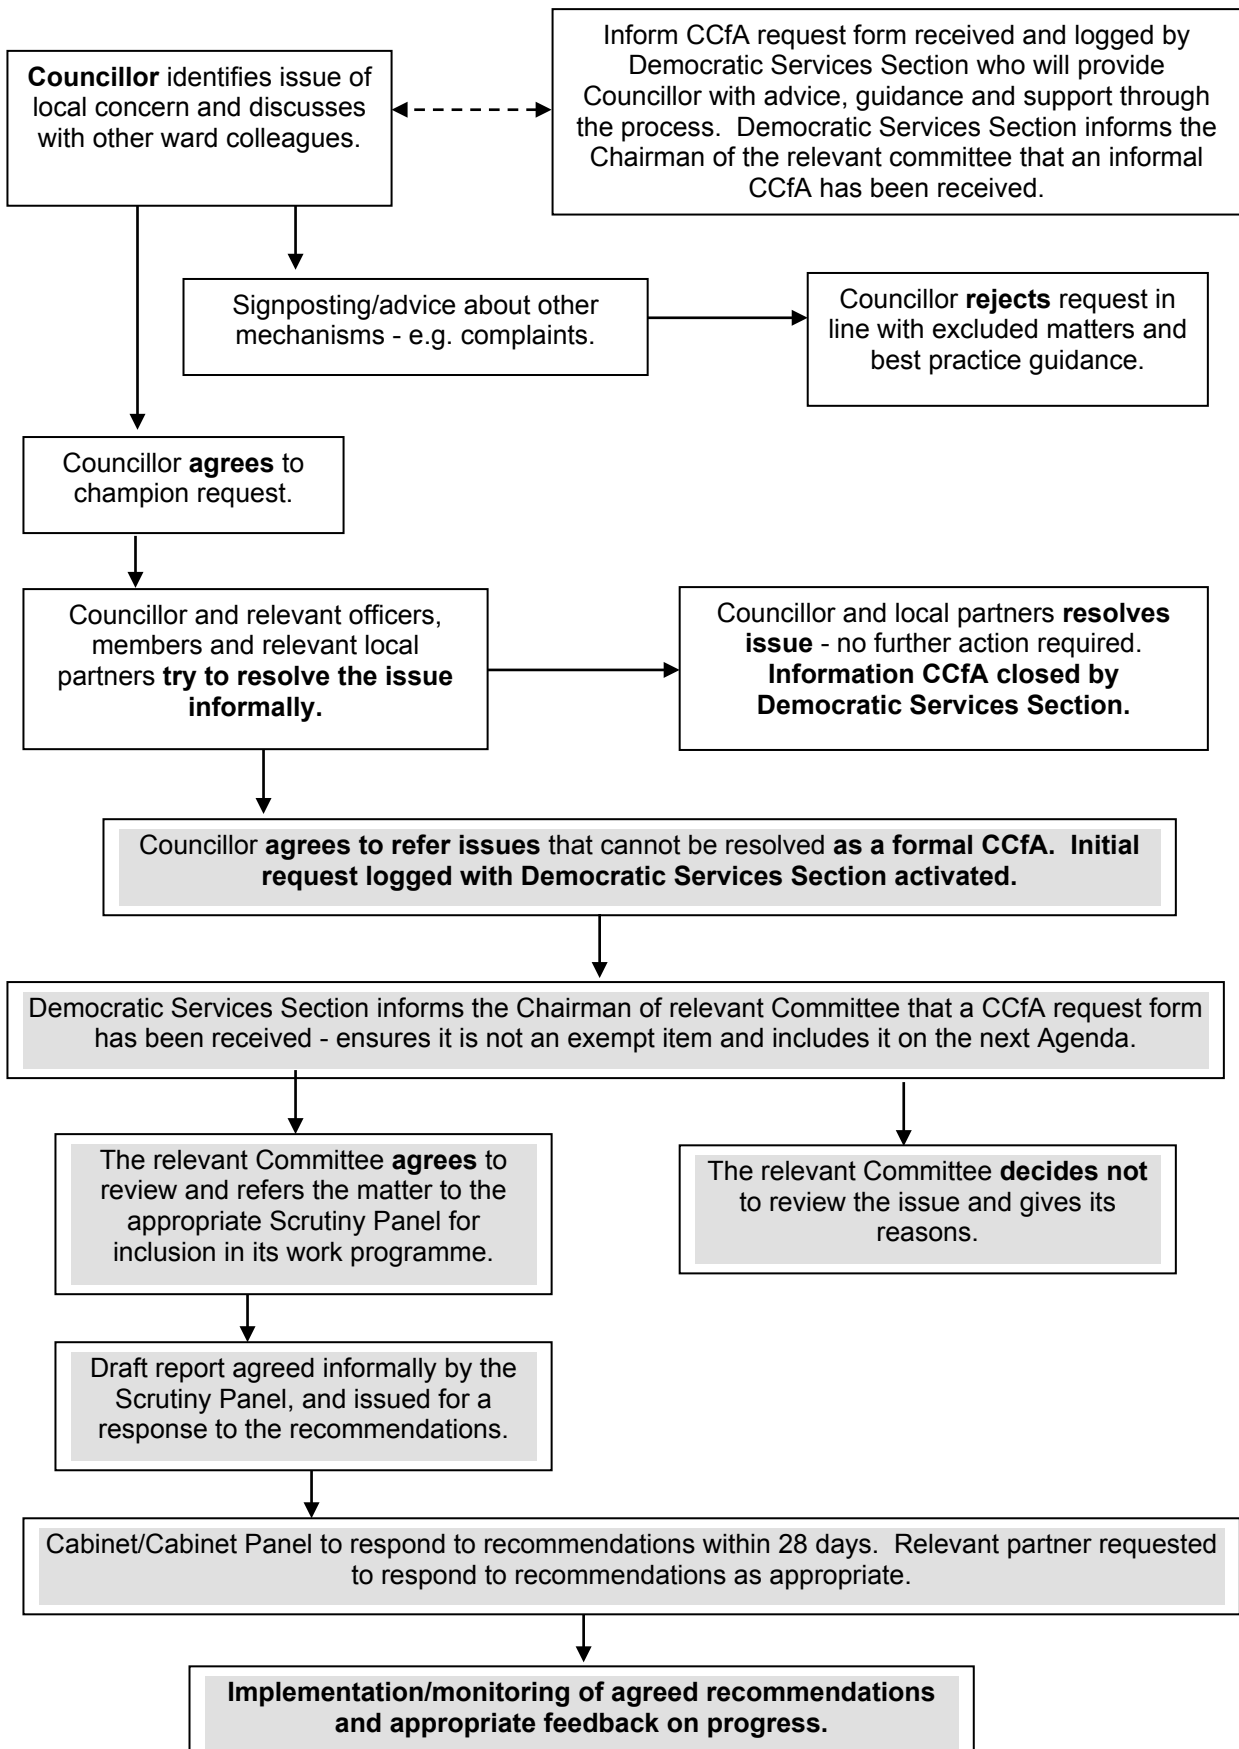 Councillor identifies issue of
local concern and discusses
with other ward colleagues.
Inform CCfA request form received and logged by
Democratic Services Section who will provide
Councillor with advice, guidance and support through
the process.  Democratic Services Section informs the
Chairman of the relevant committee that an informal
CCfA has been received.
Signposting/advice about other
mechanisms - e.g. complaints.
Councillor rejects request in
line with excluded matters and
best practice guidance.
Councillor agrees to
champion request.
Councillor and relevant officers,
members and relevant local
partners try to resolve the issue
informally.
Councillor and local partners resolves
issue - no further action required.
Information CCfA closed by
Democratic Services Section.
Councillor agrees to refer issues that cannot be resolved as a formal CCfA.  Initial
request logged with Democratic Services Section activated.
Democratic Services Section informs the Chairman of relevant Committee that a CCfA request form
has been received - ensures it is not an exempt item and includes it on the next Agenda.
The relevant Committee agrees to
review and refers the matter to the
appropriate Scrutiny Panel for
inclusion in its work programme.
The relevant Committee decides not
to review the issue and gives its
reasons.
Draft report agreed informally by the
Scrutiny Panel, and issued for a
response to the recommendations.
Cabinet/Cabinet Panel to respond to recommendations within 28 days.  Relevant partner requested
to respond to recommendations as appropriate.
Implementation/monitoring of agreed recommendations
and appropriate feedback on progress.